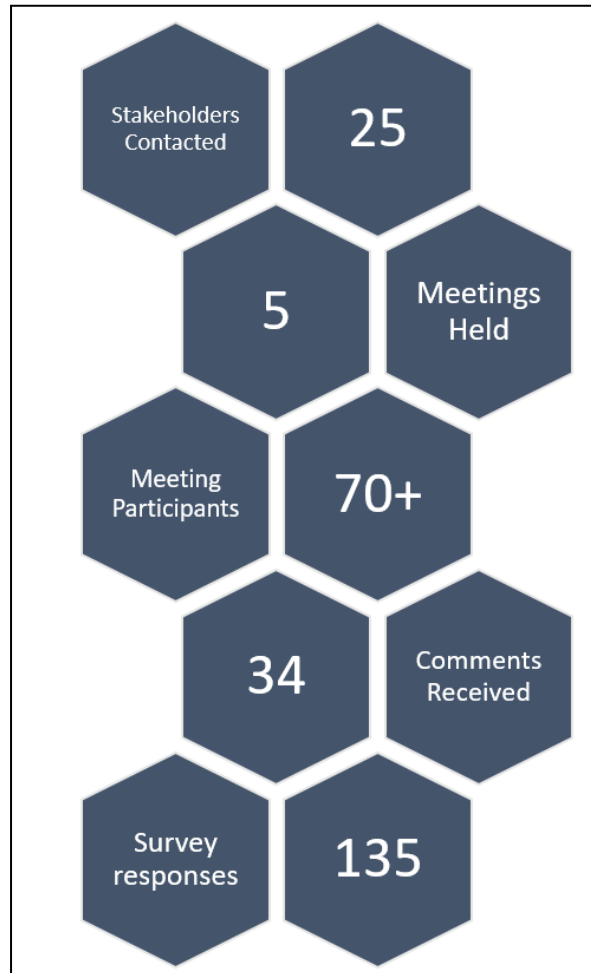 Stakeholders
Contacted
25
5
Meetings
Held
Meeting
Participants
70+
34
Comments
Received
Survey
responses
135